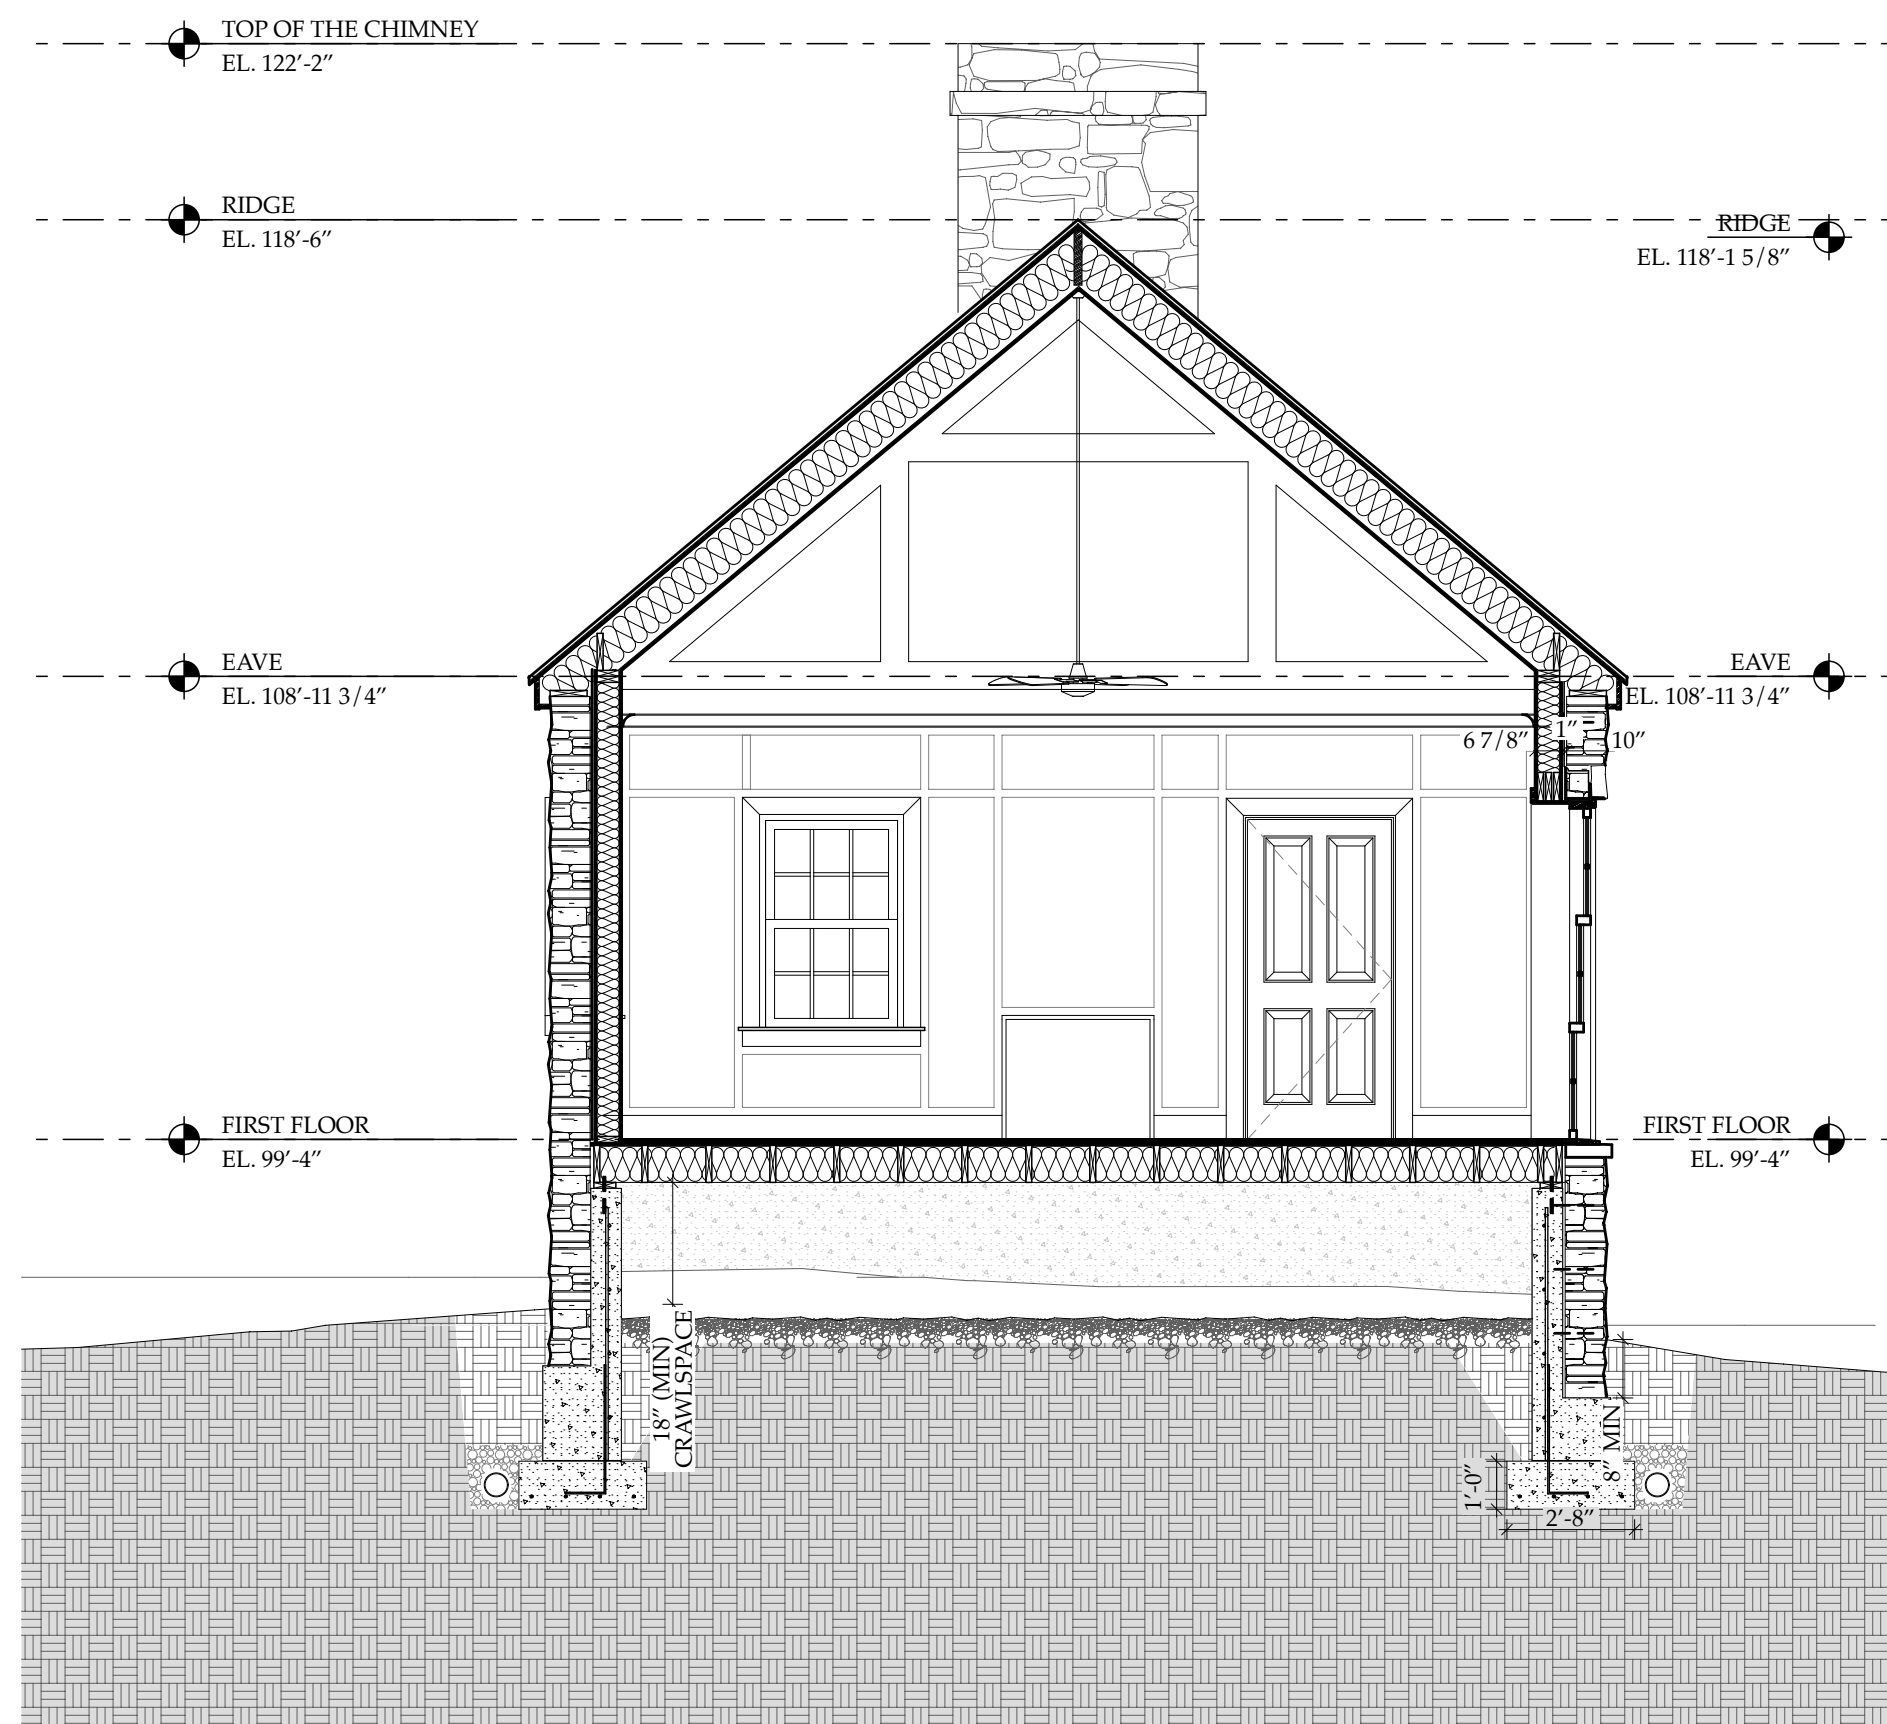 TOP OF THE CHIMNEY
EL. 122'-2"
RIDGE
EL. 118'-6"
RIDGE
EL. 118'-1 5/8"
EAVE
EL. 108'-11 3/4"
EAVE
EL. 108'-11 3/4"
6 7/8"
1"
10"
FIRST FLOOR
EL. 99'-4"
FIRST FLOOR
EL. 99'-4"
18" (MIN)
CRAWLSPACE
8" MIN
1'-0"
2'-8"